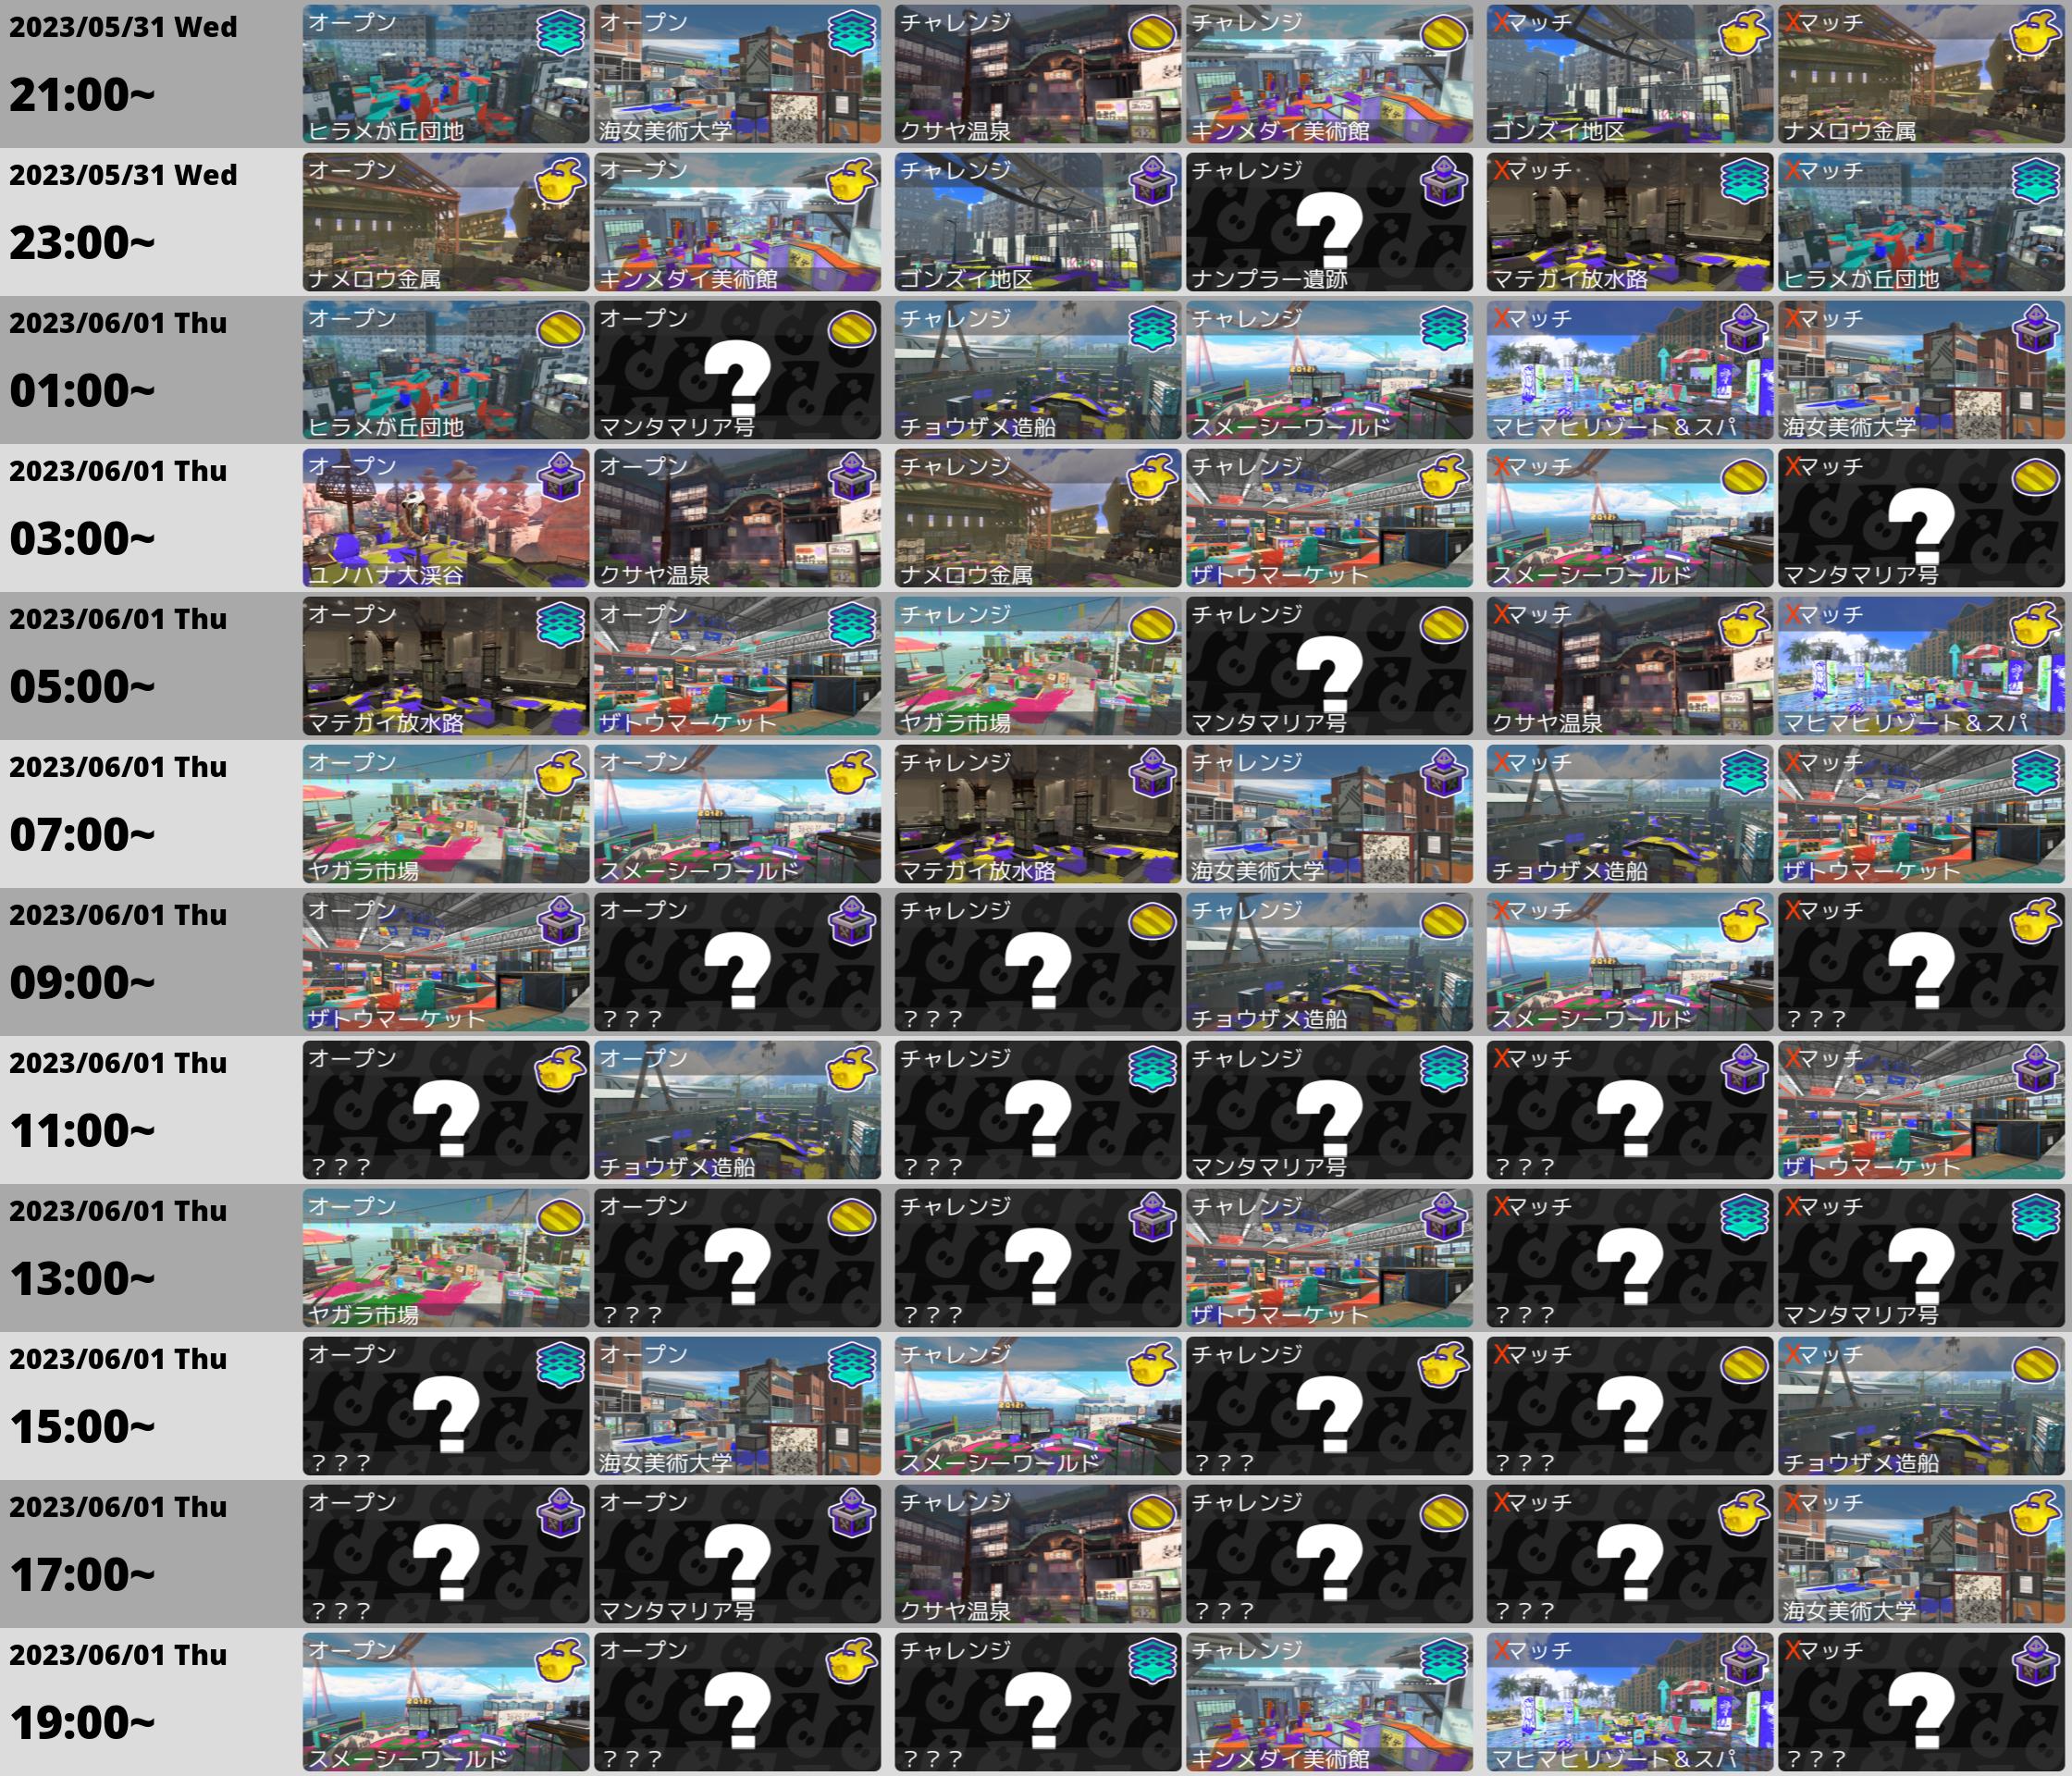 2023/05/31 Wed
21:00~
オープン オープン チャレンジ チャレンジ Xマッチ Xマッチ
ヒラメが丘団地 海女美術大学 クサヤ温泉 キンメダイ美術館 ゴンズイ地区 ナメロウ金属
2023/05/31 Wed
23:00~
オープン オープン チャレンジ チャレンジ Xマッチ Xマッチ
?
ナメロウ金属 キンメダイ美術館 ゴンズイ地区 ナンプラー遺跡 マテガイ放水路 ヒラメが丘団地
2023/06/01 Thu
01:00~
オープン オープン チャレンジ チャレンジ Xマッチ Xマッチ
?
ヒラメが丘団地 マンタマリア号 チョウザメ造船 スメーシーワールド マヒマヒリゾート&スパ 海女美術大学
2023/06/01 Thu
03:00~
オープン オープン チャレンジ チャレンジ Xマッチ Xマッチ
?
ユノハナ大渓谷 クサヤ温泉 ナメロウ金属 ザトウマーケット スメーシーワールド マンタマリア号
2023/06/01 Thu
05:00~
オープン オープン チャレンジ チャレンジ Xマッチ Xマッチ
?
マテガイ放水路 ザトウマーケット ヤガラ市場 マンタマリア号 クサヤ温泉 マヒマヒリゾート&スパ
2023/06/01 Thu
07:00~
オープン オープン チャレンジ チャレンジ Xマッチ Xマッチ
ヤガラ市場 スメーシーワールド マテガイ放水路 海女美術大学 チョウザメ造船 ザトウマーケット
2023/06/01 Thu
09:00~
オープン オープン チャレンジ チャレンジ Xマッチ Xマッチ
? ? ?
ザトウマーケット ??? ??? チョウザメ造船 スメーシーワールド ???
2023/06/01 Thu
11:00~
オープン オープン チャレンジ チャレンジ Xマッチ Xマッチ
? ? ? ?
??? チョウザメ造船 ??? マンタマリア号 ??? ザトウマーケット
2023/06/01 Thu
13:00~
オープン オープン チャレンジ チャレンジ Xマッチ Xマッチ
? ? ? ?
ヤガラ市場 ??? ??? ザトウマーケット ??? マンタマリア号
2023/06/01 Thu
15:00~
オープン オープン チャレンジ チャレンジ Xマッチ Xマッチ
? ? ?
??? 海女美術大学 スメーシーワールド ??? ??? チョウザメ造船
2023/06/01 Thu
17:00~
オープン オープン チャレンジ チャレンジ Xマッチ Xマッチ
? ? ? ?
??? マンタマリア号 クサヤ温泉 ??? ??? 海女美術大学
2023/06/01 Thu
19:00~
オープン オープン チャレンジ チャレンジ Xマッチ Xマッチ
? ? ?
スメーシーワールド ??? ??? キンメダイ美術館 マヒマヒリゾート&スパ ???